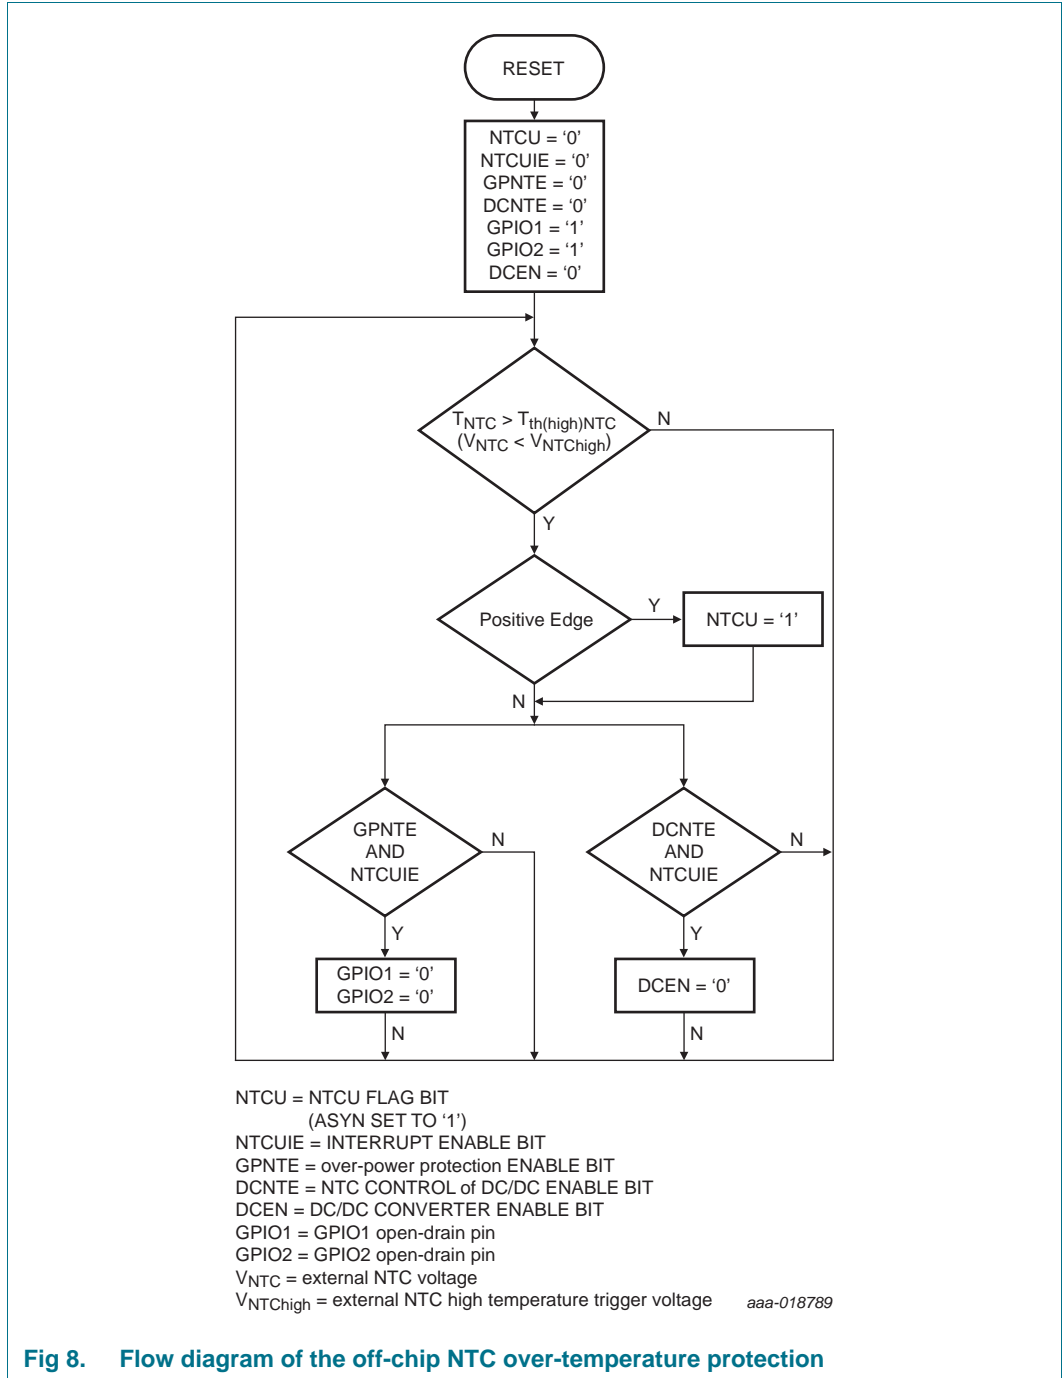 RESET
NTCU = ‘0’
NTCUIE = ‘0’
GPNTE = ‘0’
DCNTE = ‘0’
GPIO1 = ‘1’
GPIO2 = ‘1’
DCEN = ‘0’
TNTC > Tth(high)NTC
(VNTC < VNTChigh)
N
Y
Positive Edge
Y
NTCU = ‘1’
N
GPNTE
AND
NTCUIE
N
DCNTE
AND
NTCUIE
N
Y
Y
GPIO1 = ‘0’
GPIO2 = ‘0’
DCEN = ‘0’
N
N
NTCU = NTCU FLAG BIT
(ASYN SET TO ‘1’)
NTCUIE = INTERRUPT ENABLE BIT
GPNTE = over-power protection ENABLE BIT
DCNTE = NTC CONTROL of DC/DC ENABLE BIT
DCEN = DC/DC CONVERTER ENABLE BIT
GPIO1 = GPIO1 open-drain pin
GPIO2 = GPIO2 open-drain pin
VNTC = external NTC voltage
VNTChigh = external NTC high temperature trigger voltage aaa-018789
Fig 8. Flow diagram of the off-chip NTC over-temperature protection